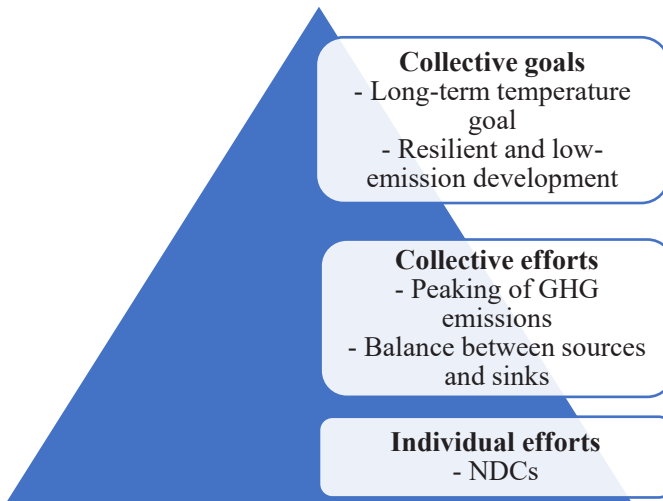 Collective goals
- Long-term temperature
goal
- Resilient and low-
emission development
Collective efforts
- Peaking of GHG
emissions
- Balance between sources
and sinks
Individual efforts
- NDCs